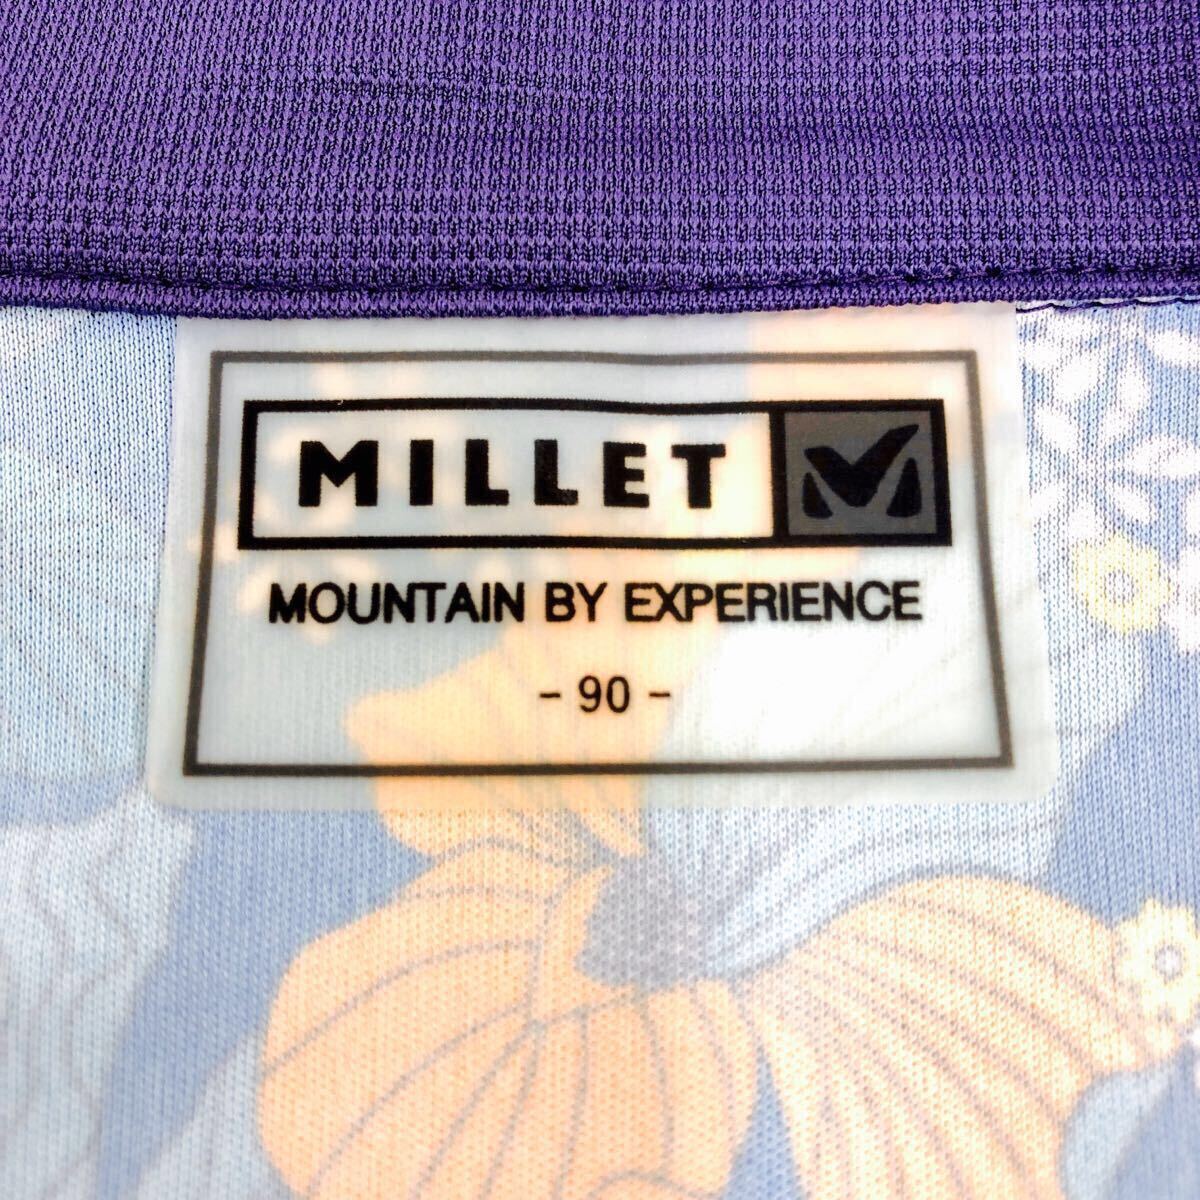 MILLET
MOUNTAIN BY EXPERIENCE
- 90 -